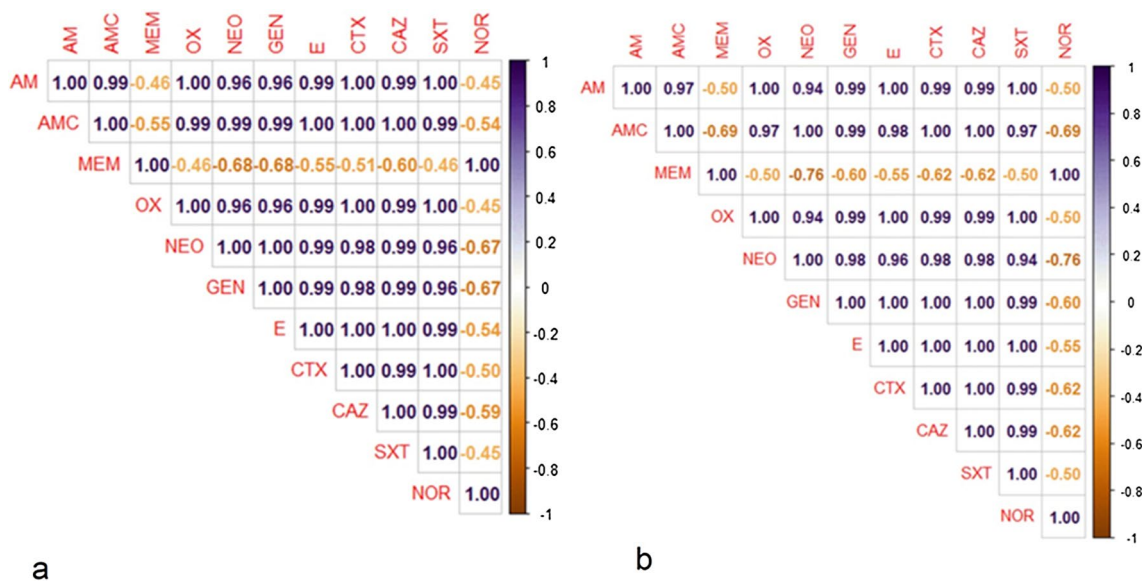 AM AMC MEM OX NEO GEN E CTX CAZ SXT NOR
AM 1.00 0.99 -0.46 1.00 0.96 0.96 0.99 1.00 0.99 1.00 -0.45
AMC 1.00 -0.55 0.99 0.99 0.99 1.00 1.00 1.00 0.99 -0.54
MEM 1.00 -0.46 -0.68 -0.68 -0.55 -0.51 -0.60 -0.46 1.00
OX 1.00 0.96 0.96 0.99 1.00 0.99 1.00 -0.45
NEO 1.00 1.00 0.99 0.98 0.99 0.96 -0.67
GEN 1.00 0.99 0.98 0.99 0.96 -0.67
E 1.00 1.00 1.00 0.99 -0.54
CTX 1.00 0.99 1.00 -0.50
CAZ 1.00 0.99 -0.59
SXT 1.00 -0.45
NOR 1.00
1
0.8
0.6
0.4
0.2
0
-0.2
-0.4
-0.6
-0.8
-1
a
AM AMC MEM OX NEO GEN E CTX CAZ SXT NOR
AM 1.00 0.97 -0.50 1.00 0.94 0.99 1.00 0.99 0.99 1.00 -0.50
AMC 1.00 -0.69 0.97 1.00 0.99 0.98 1.00 1.00 0.97 -0.69
MEM 1.00 -0.50 -0.76 -0.60 -0.55 -0.62 -0.62 -0.50 1.00
OX 1.00 0.94 0.99 1.00 0.99 0.99 1.00 -0.50
NEO 1.00 0.98 0.96 0.98 0.98 0.94 -0.76
GEN 1.00 1.00 1.00 1.00 0.99 -0.60
E 1.00 1.00 1.00 1.00 -0.55
CTX 1.00 1.00 0.99 -0.62
CAZ 1.00 0.99 -0.62
SXT 1.00 -0.50
NOR 1.00
1
0.8
0.6
0.4
0.2
0
-0.2
-0.4
-0.6
-0.8
-1
b